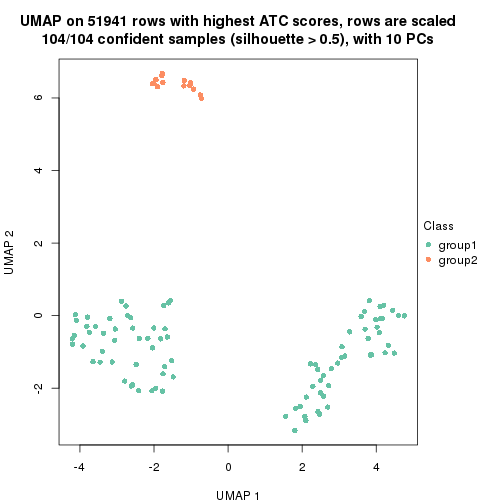 UMAP on 51941 rows with highest ATC scores, rows are scaled
104/104 confident samples (silhouette > 0.5), with 10 PCs
6
4
2
0
-2
UMAP 2
-4
-2
0
2
4
UMAP 1
Class
group1
group2